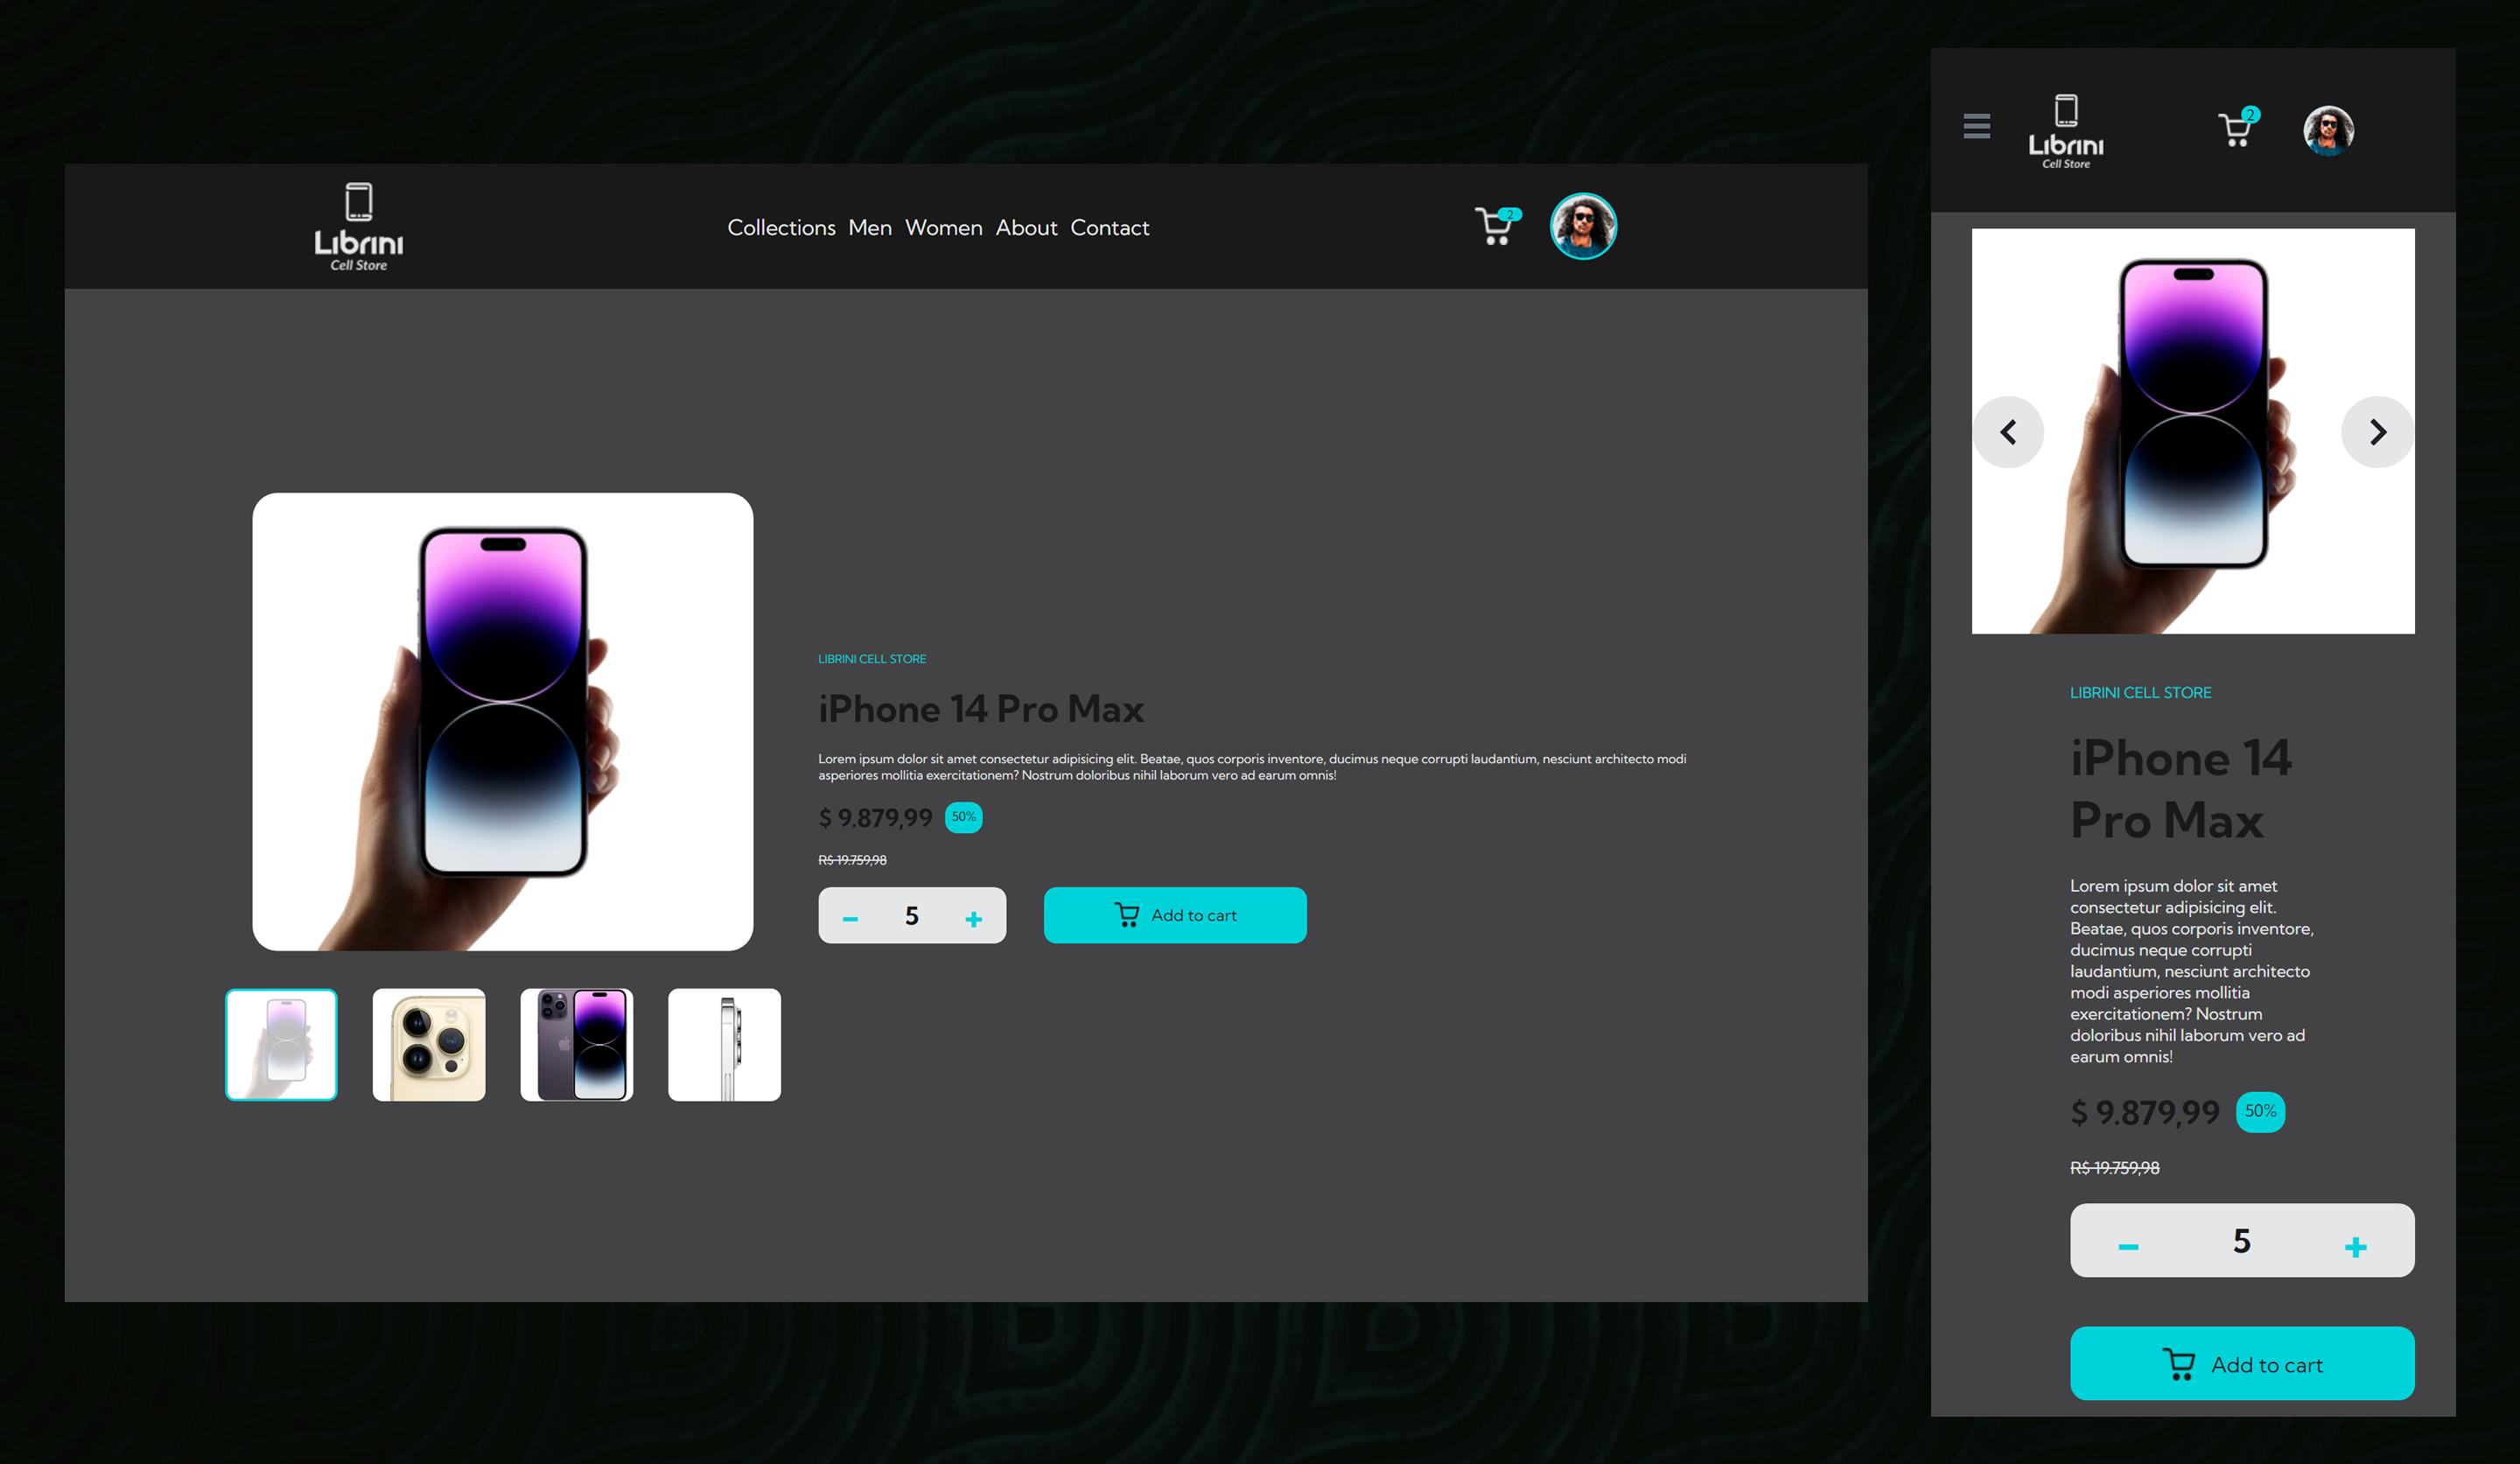 Librini
Cell Store
Collections Men Women About Contact
2
LIBRINI CELL STORE
iPhone 14 Pro Max
Lorem ipsum dolor sit amet consectetur adipisicing elit. Beatae, quos corporis inventore, ducimus neque corrupti laudantium, nesciunt architecto modi
asperiores mollitia exercitationem? Nostrum doloribus nihil laborum vero ad earum omnis!
$ 9.879,99 50%
R$ 19.759,98
- 5 +
Add to cart
Librini
Cell Store
2
LIBRINI CELL STORE
iPhone 14
Pro Max
Lorem ipsum dolor sit amet
consectetur adipisicing elit.
Beatae, quos corporis inventore,
ducimus neque corrupti
laudantium, nesciunt architecto
modi asperiores mollitia
exercitationem? Nostrum
doloribus nihil laborum vero ad
earum omnis!
$ 9.879,99 50%
R$ 19.759,98
- 5 +
Add to cart